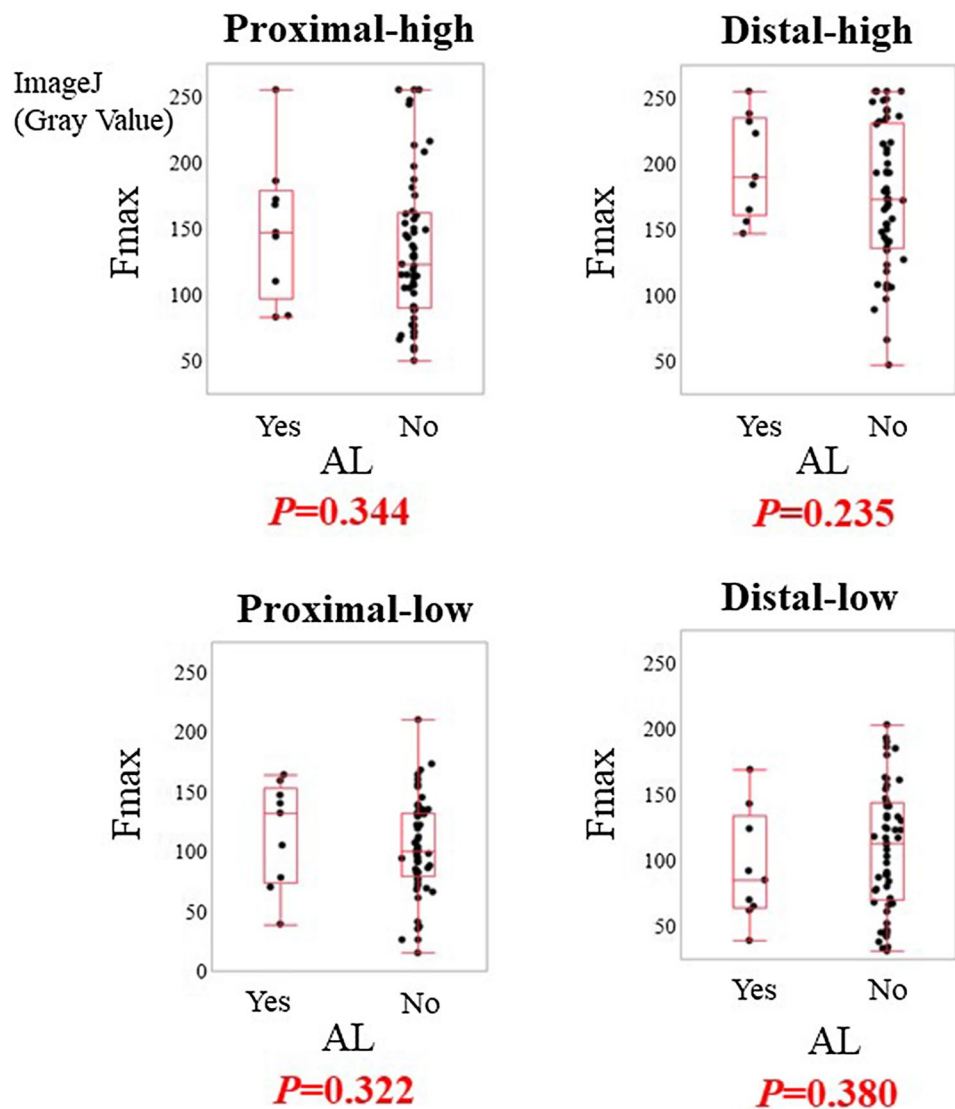 Proximal-high
ImageJ
(Gray Value)
Fmax
250
200
150
100
50
Yes No
AL
P=0.344
Distal-high
Fmax
250
200
150
100
50
Yes No
AL
P=0.235
Proximal-low
Fmax
250
200
150
100
50
0
Yes No
AL
P=0.322
Distal-low
Fmax
250
200
150
100
50
Yes No
AL
P=0.380